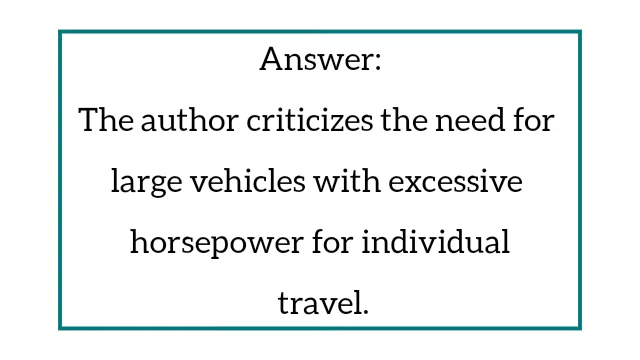 Answer:
The author criticizes the need for
large vehicles with excessive
horsepower for individual
travel.